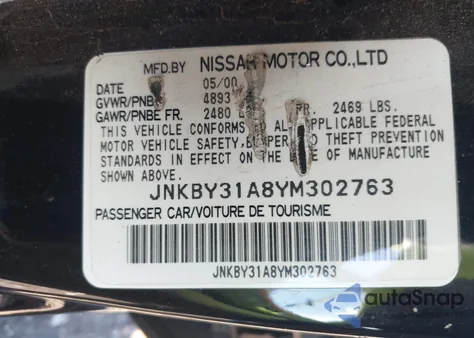 MFD.BY NISSAN MOTOR CO.,LTD
DATE 05/00
GVWR/PNBV 4893
GAWR/PNBE FR. 2480 RR. 2469 LBS.
THIS VEHICLE CONFORMS TO ALL APPLICABLE FEDERAL
MOTOR VEHICLE SAFETY, BUMPER AND THEFT PREVENTION
STANDARDS IN EFFECT ON THE DATE OF MANUFACTURE
SHOWN ABOVE.
JNKBY31A8YM302763
PASSENGER CAR/VOITURE DE TOURISME
JNKBY31A8YM302763
autoSnap